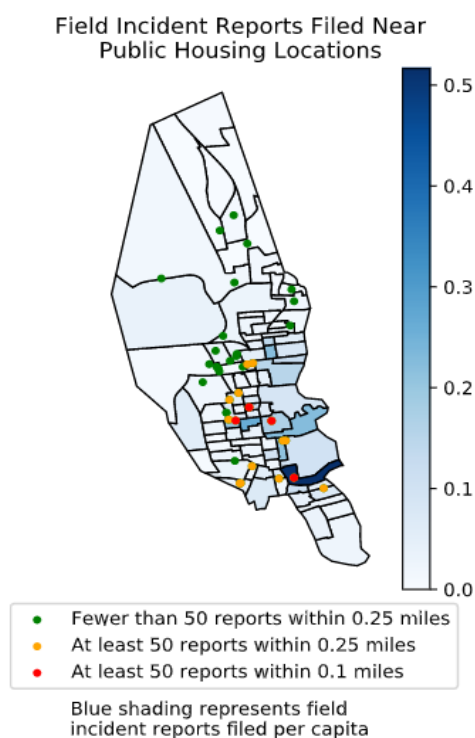 Field Incident Reports Filed Near
Public Housing Locations
0.5
0.4
0.3
0.2
0.1
0.0
Fewer than 50 reports within 0.25 miles
At least 50 reports within 0.25 miles
At least 50 reports within 0.1 miles
Blue shading represents field
incident reports filed per capita